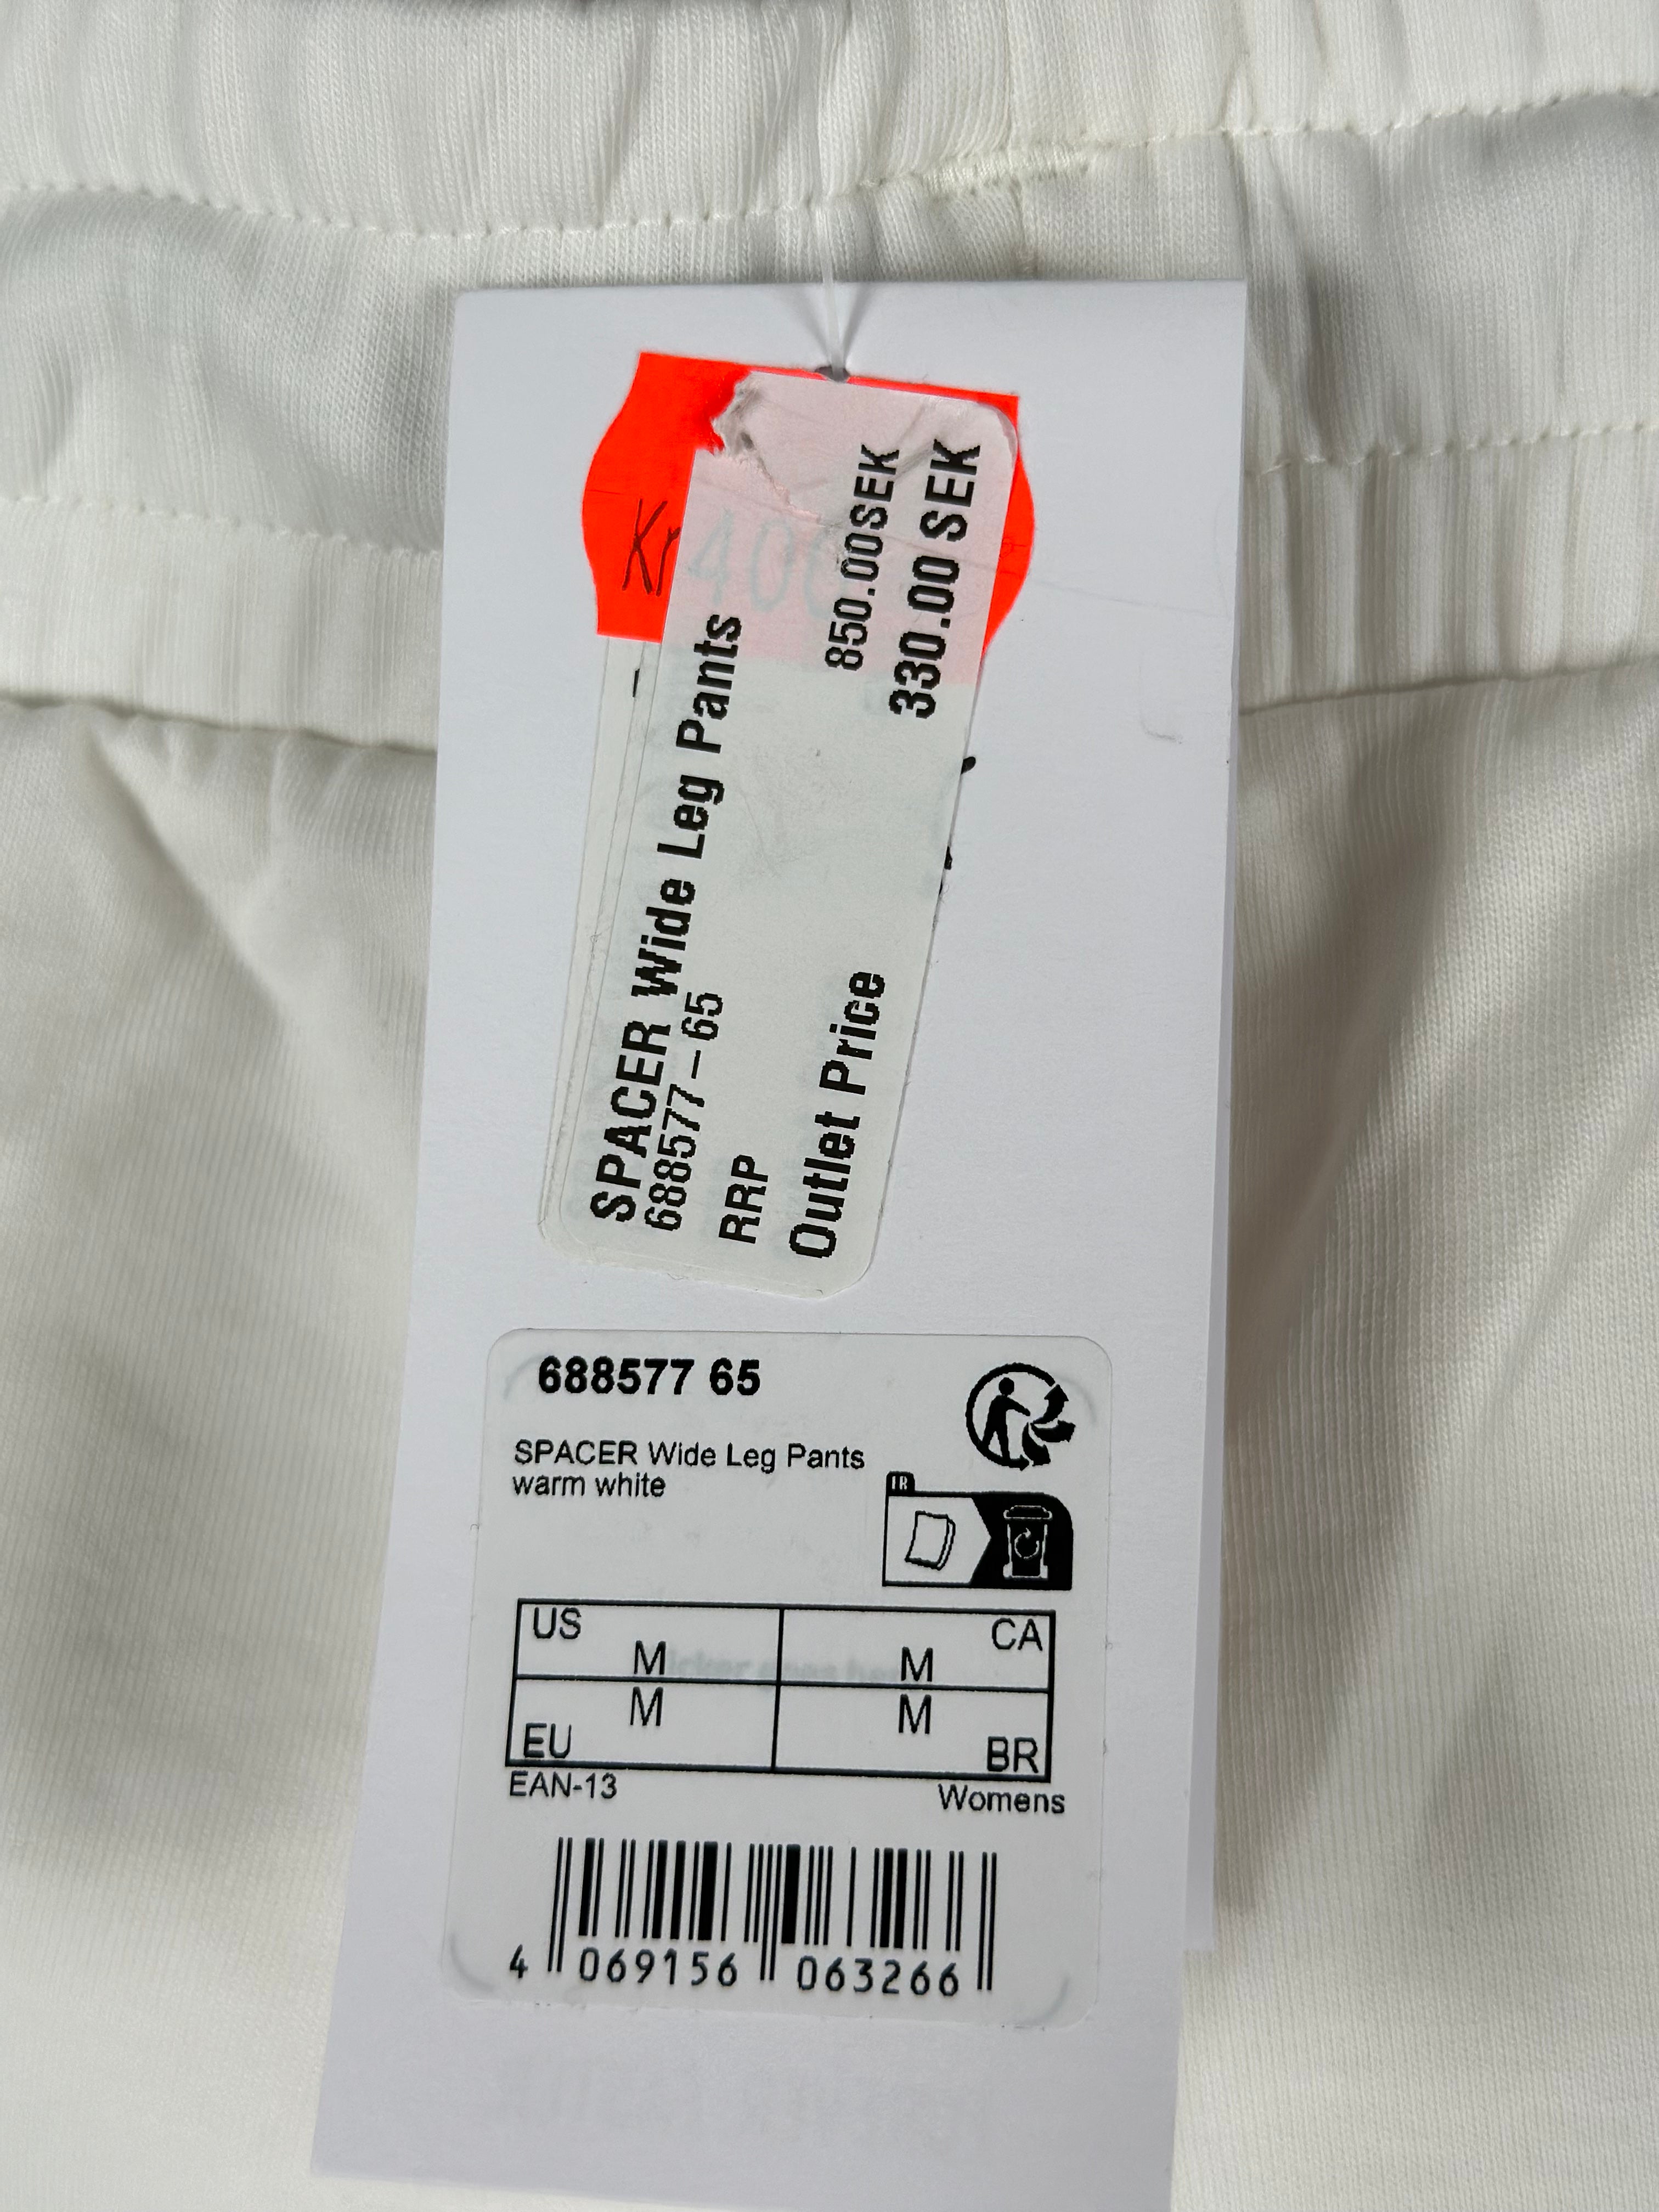 Kr 400
SPACER Wide Leg Pants
688577-65
RRP 850.00SEK
Outlet Price 330.00 SEK
688577 65
SPACER Wide Leg Pants
warm white
FR
US M
CA M
EU M
BR M
EAN-13 Womens
4 069156 063266